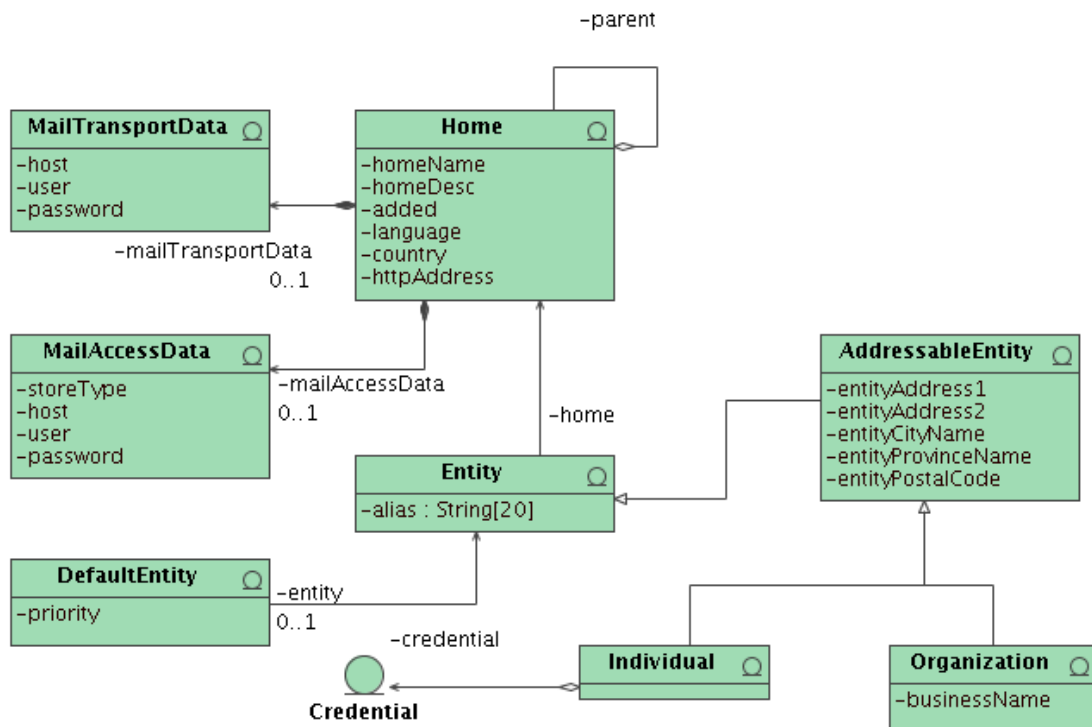 -parent
MailTransportData
-host
-user
-password
Home
-homeName
-homeDesc
-added
-language
-country
-httpAddress
-mailTransportData
0..1
MailAccessData
-storeType
-host
-user
-password
-mailAccessData
0..1
-home
AddressableEntity
-entityAddress1
-entityAddress2
-entityCityName
-entityProvinceName
-entityPostalCode
Entity
-alias : String[20]
DefaultEntity
-priority
-entity
0..1
-credential
Credential
Individual
Organization
-businessName